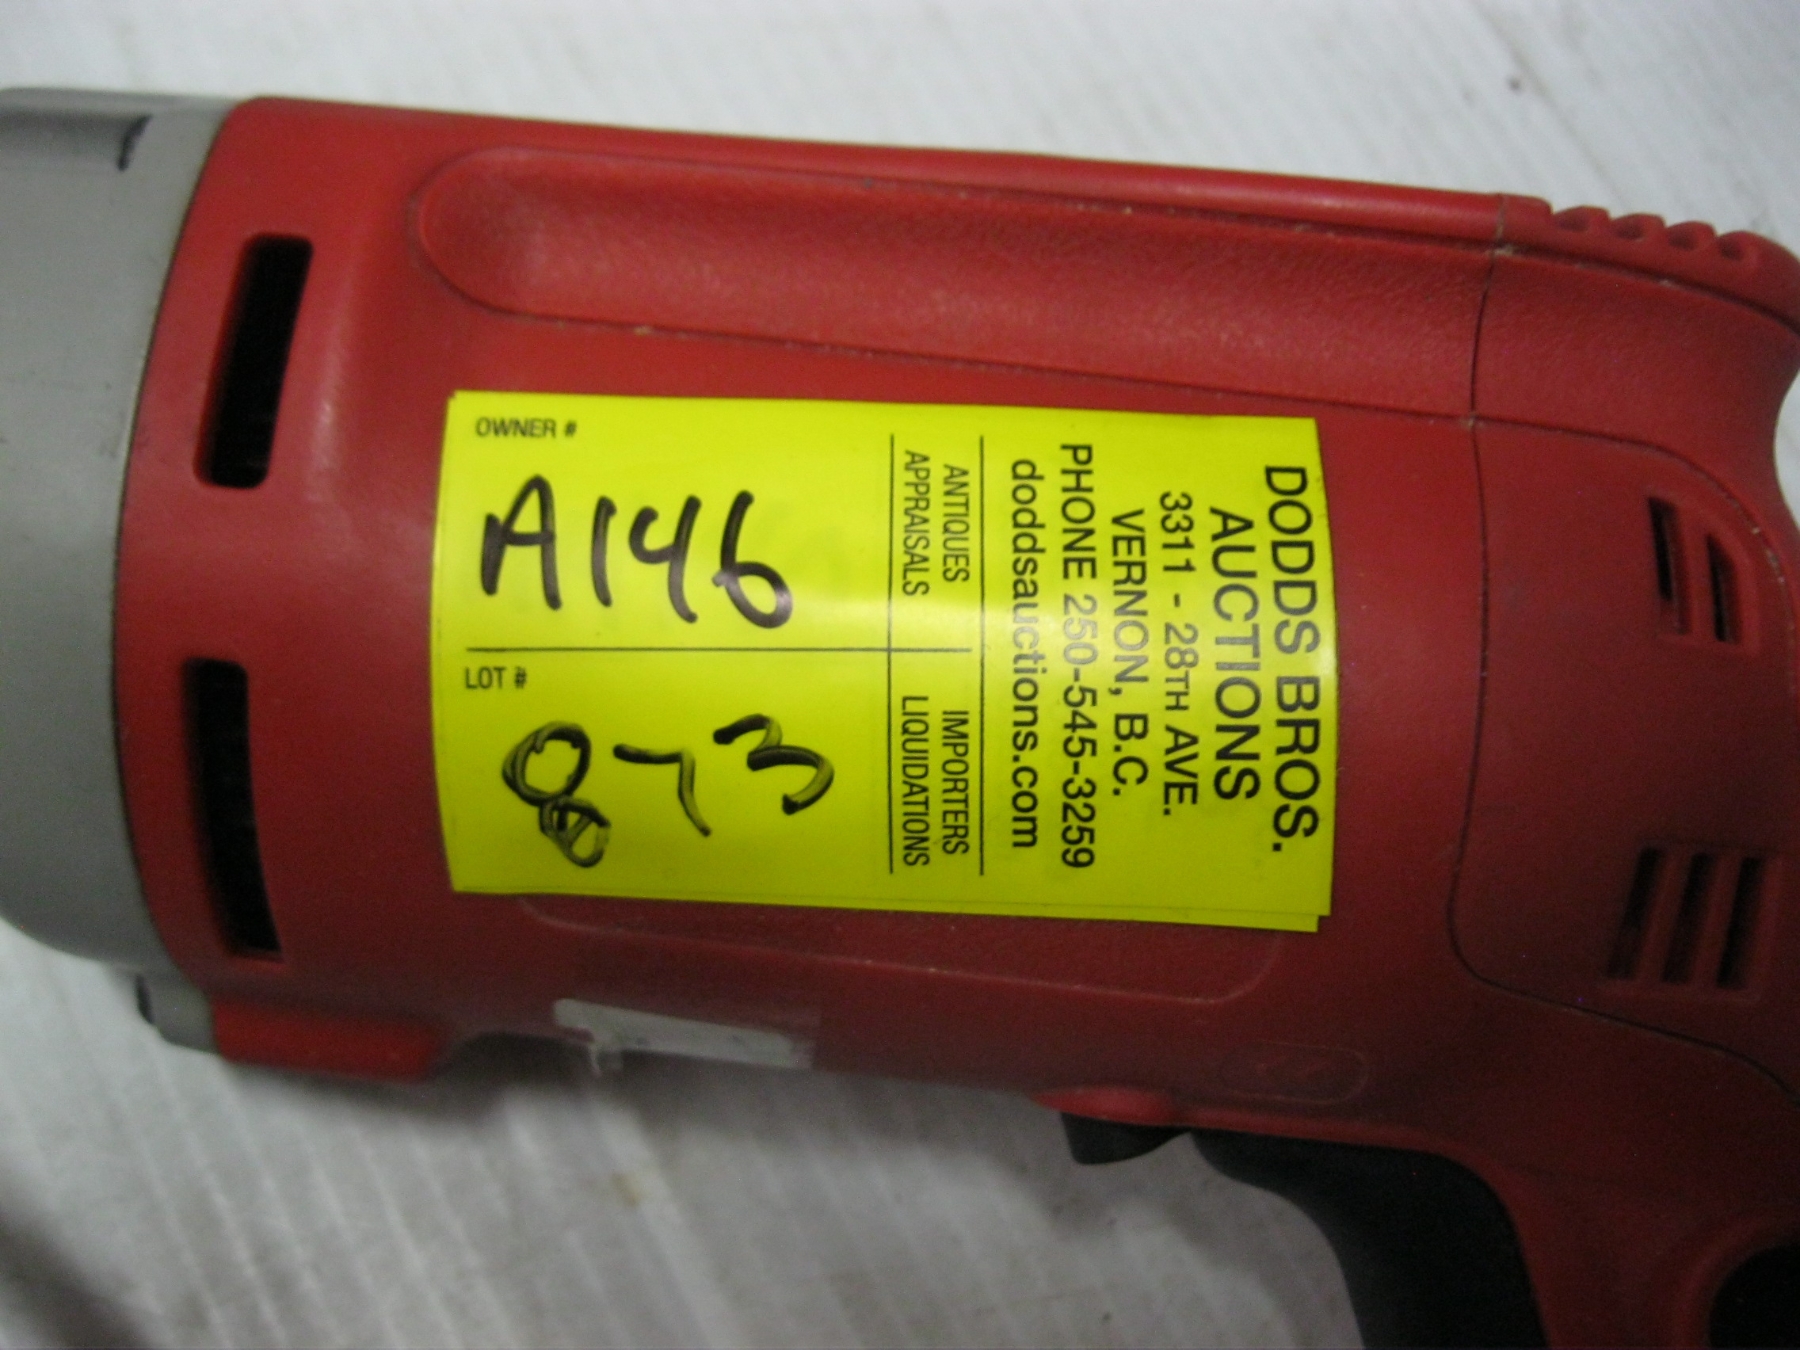 DODDS BROS.
AUCTIONS
3311 - 28TH AVE.
VERNON, B.C.
PHONE 250-545-3259
doddsauctions.com
ANTIQUES
APPRAISALS
IMPORTERS
LIQUIDATIONS
OWNER #
A146
LOT #